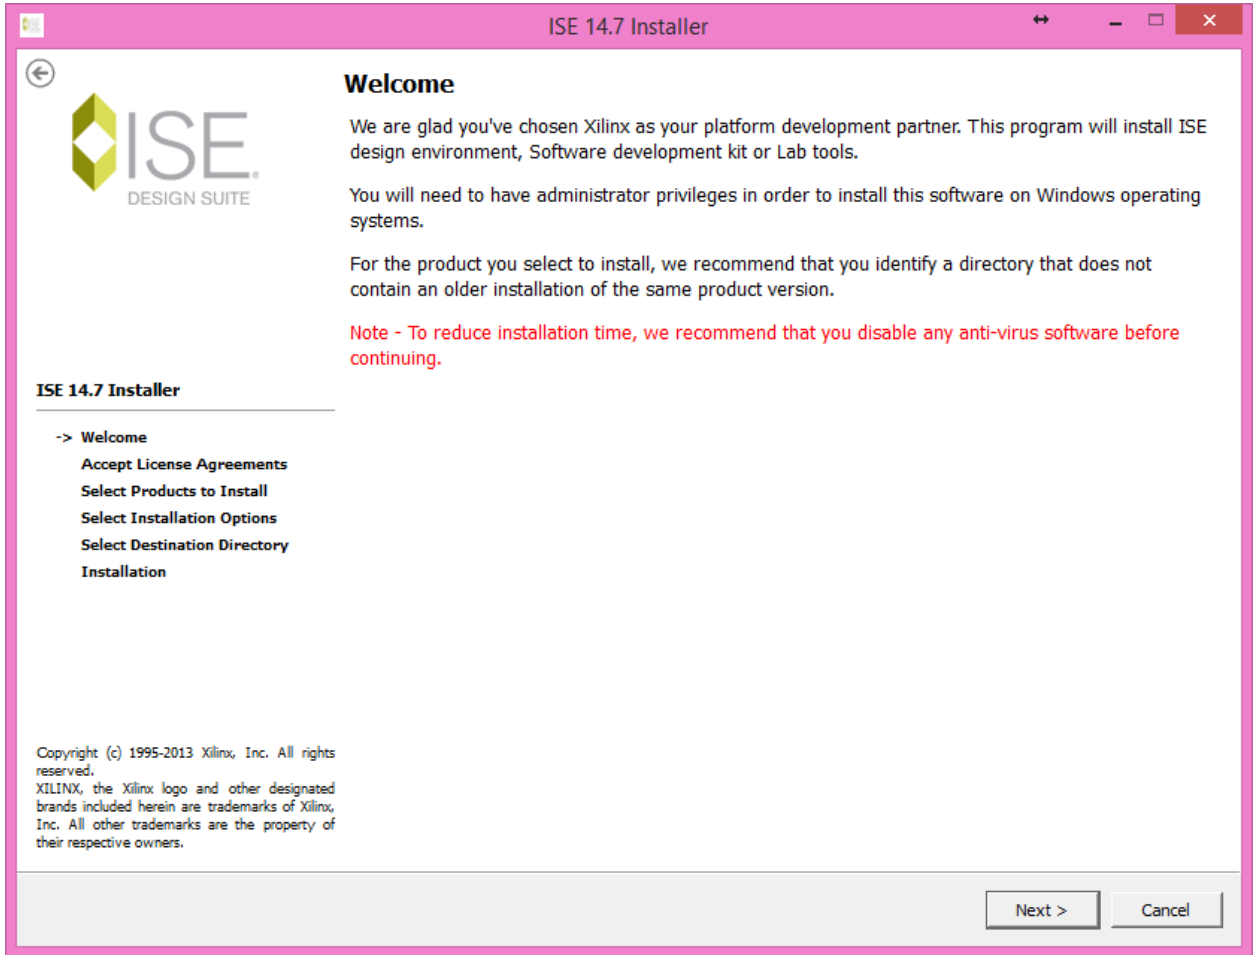 ISE 14.7 Installer
ISE.
DESIGN SUITE
Welcome
We are glad you've chosen Xilinx as your platform development partner. This program will install ISE
design environment, Software development kit or Lab tools.
You will need to have administrator privileges in order to install this software on Windows operating
systems.
For the product you select to install, we recommend that you identify a directory that does not
contain an older installation of the same product version.
Note - To reduce installation time, we recommend that you disable any anti-virus software before
continuing.
ISE 14.7 Installer
-> Welcome
Accept License Agreements
Select Products to Install
Select Installation Options
Select Destination Directory
Installation
Copyright (c) 1995-2013 Xilinx, Inc. All rights
reserved.
XILINX, the Xilinx logo and other designated
brands included herein are trademarks of Xilinx,
Inc. All other trademarks are the property of
their respective owners.
Next >
Cancel